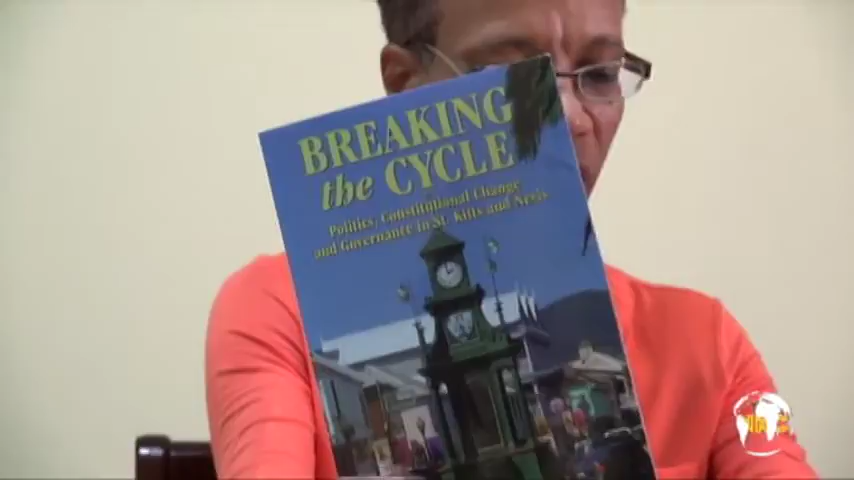 BREAKING
the CYCLE
Politics, Constitutional Change
and Governance in St. Kitts and Nevis